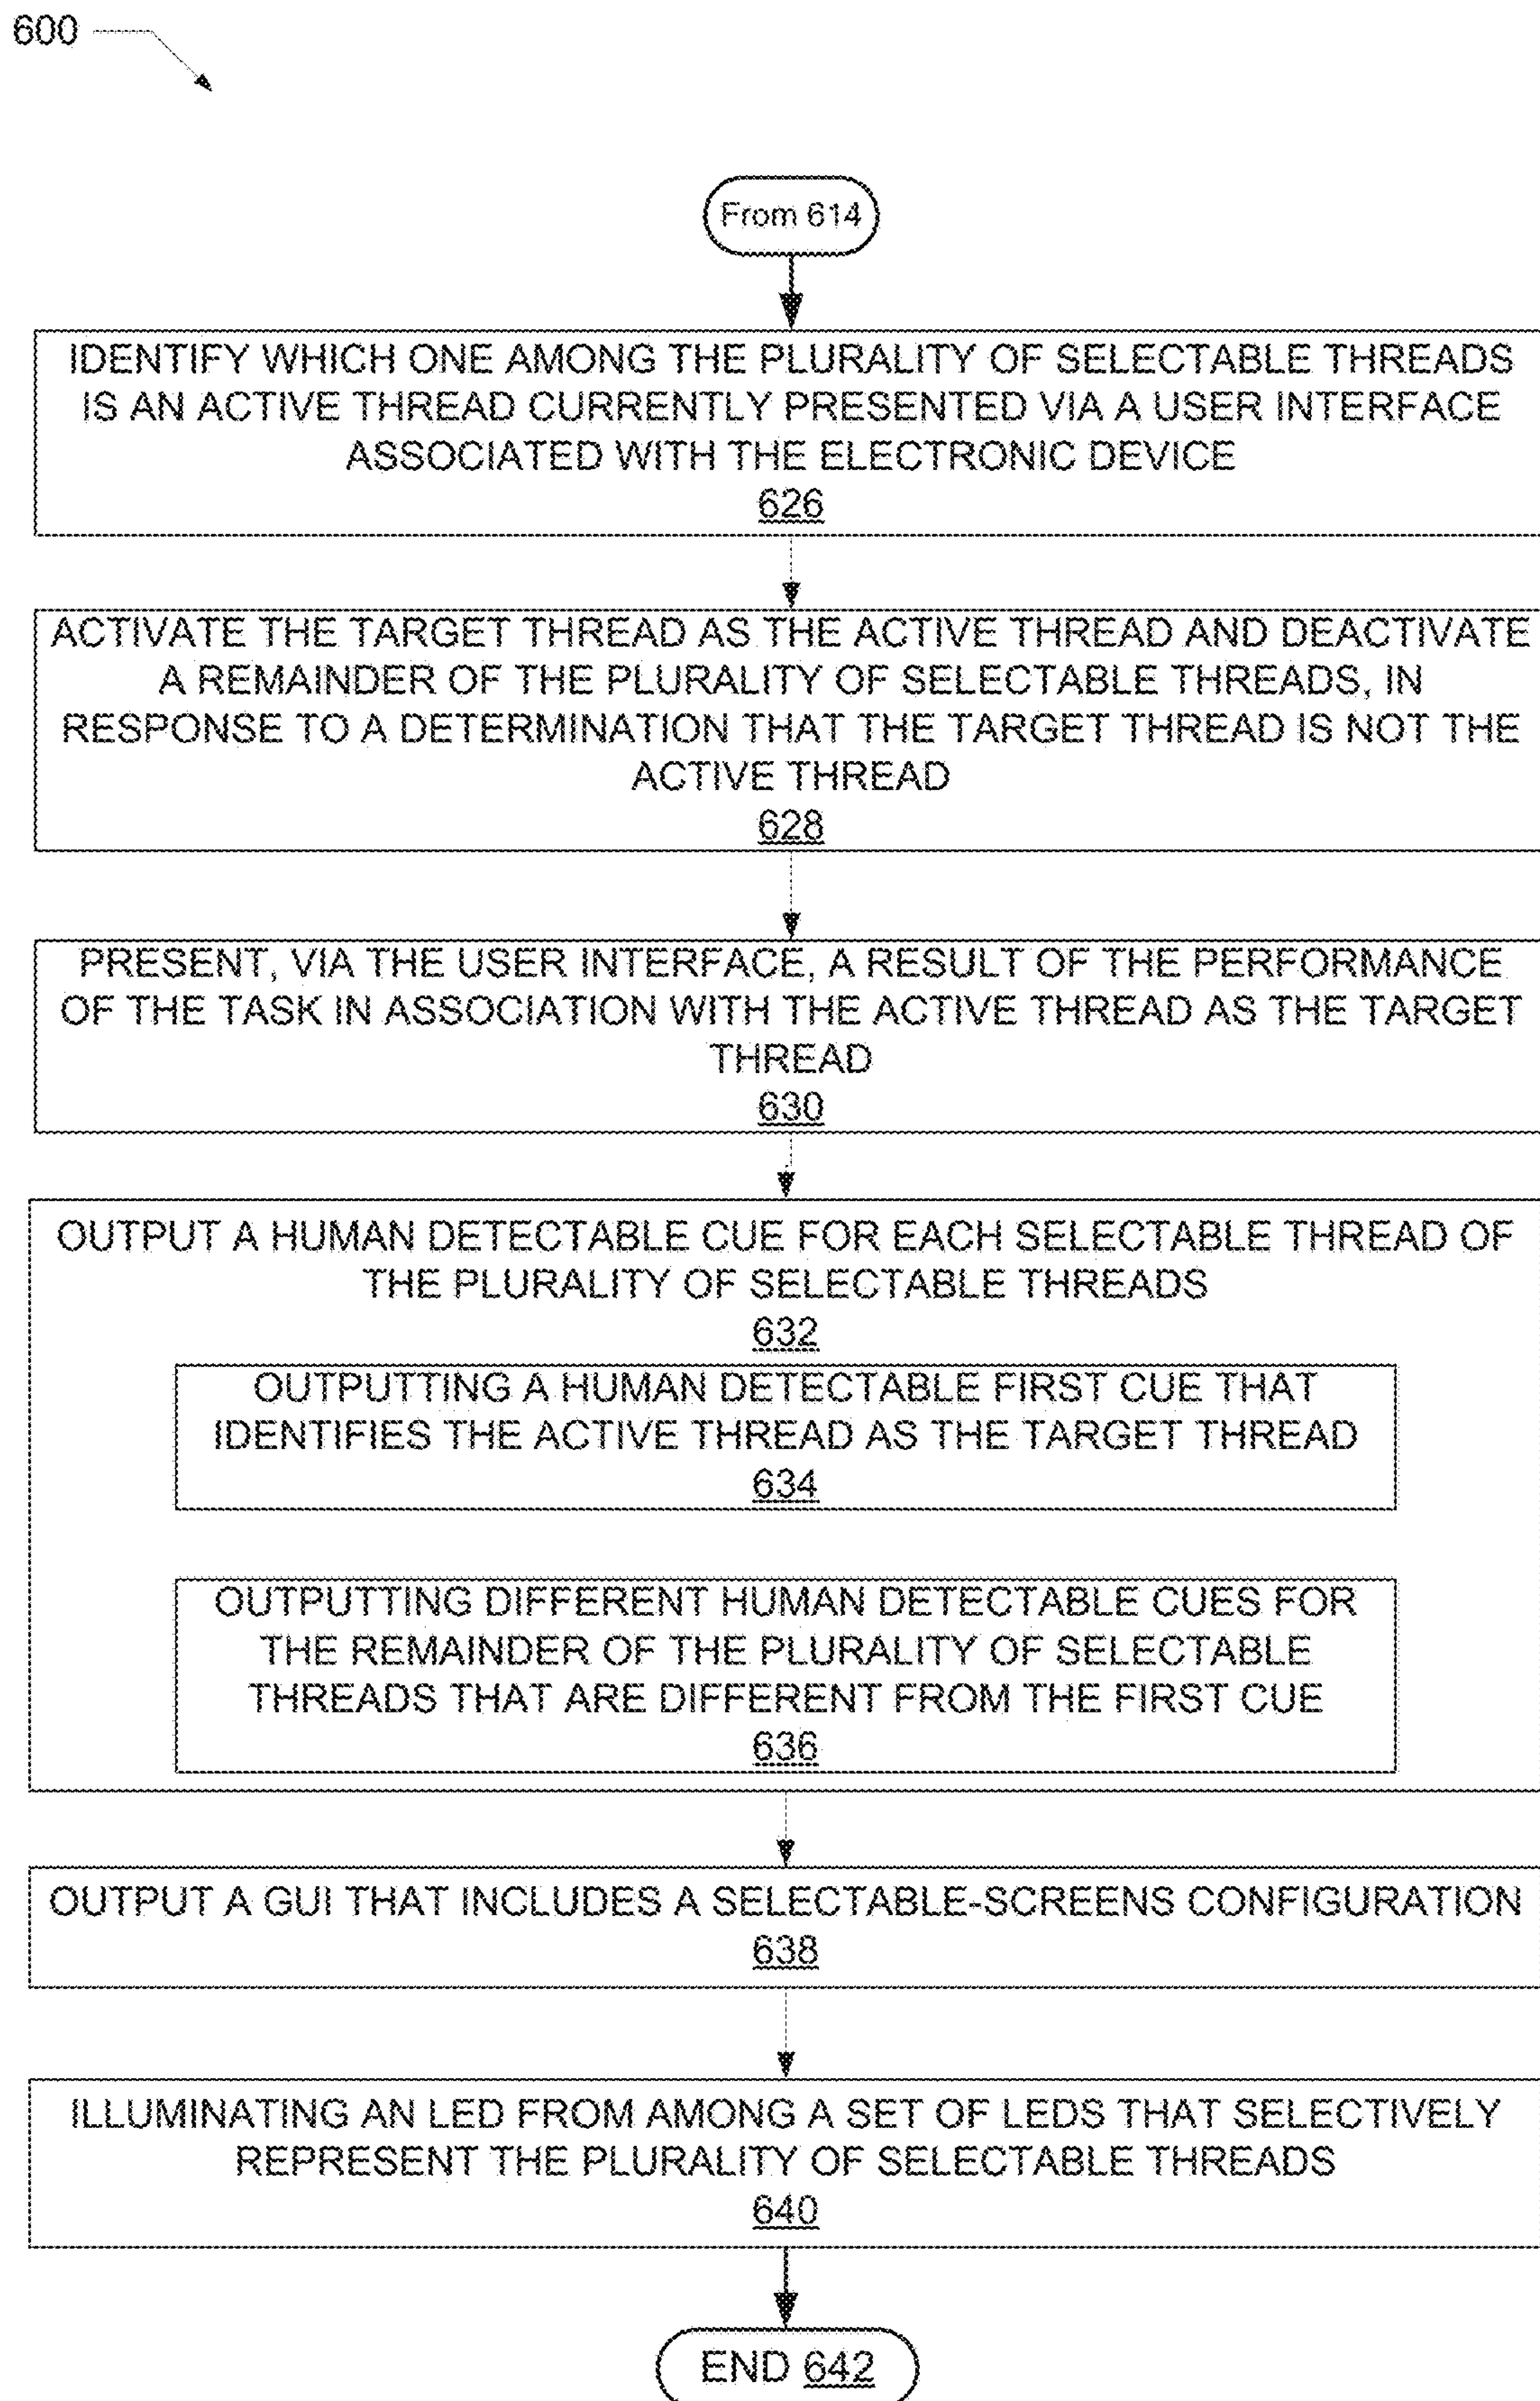 600
From 614
IDENTIFY WHICH ONE AMONG THE PLURALITY OF SELECTABLE THREADS
IS AN ACTIVE THREAD CURRENTLY PRESENTED VIA A USER INTERFACE
ASSOCIATED WITH THE ELECTRONIC DEVICE
626
ACTIVATE THE TARGET THREAD AS THE ACTIVE THREAD AND DEACTIVATE
A REMAINDER OF THE PLURALITY OF SELECTABLE THREADS, IN
RESPONSE TO A DETERMINATION THAT THE TARGET THREAD IS NOT THE
ACTIVE THREAD
628
PRESENT, VIA THE USER INTERFACE, A RESULT OF THE PERFORMANCE
OF THE TASK IN ASSOCIATION WITH THE ACTIVE THREAD AS THE TARGET
THREAD
630
OUTPUT A HUMAN DETECTABLE CUE FOR EACH SELECTABLE THREAD OF
THE PLURALITY OF SELECTABLE THREADS
632
OUTPUTTING A HUMAN DETECTABLE FIRST CUE THAT
IDENTIFIES THE ACTIVE THREAD AS THE TARGET THREAD
634
OUTPUTTING DIFFERENT HUMAN DETECTABLE CUES FOR
THE REMAINDER OF THE PLURALITY OF SELECTABLE
THREADS THAT ARE DIFFERENT FROM THE FIRST CUE
636
OUTPUT A GUI THAT INCLUDES A SELECTABLE-SCREENS CONFIGURATION
638
ILLUMINATING AN LED FROM AMONG A SET OF LEDS THAT SELECTIVELY
REPRESENT THE PLURALITY OF SELECTABLE THREADS
640
END 642